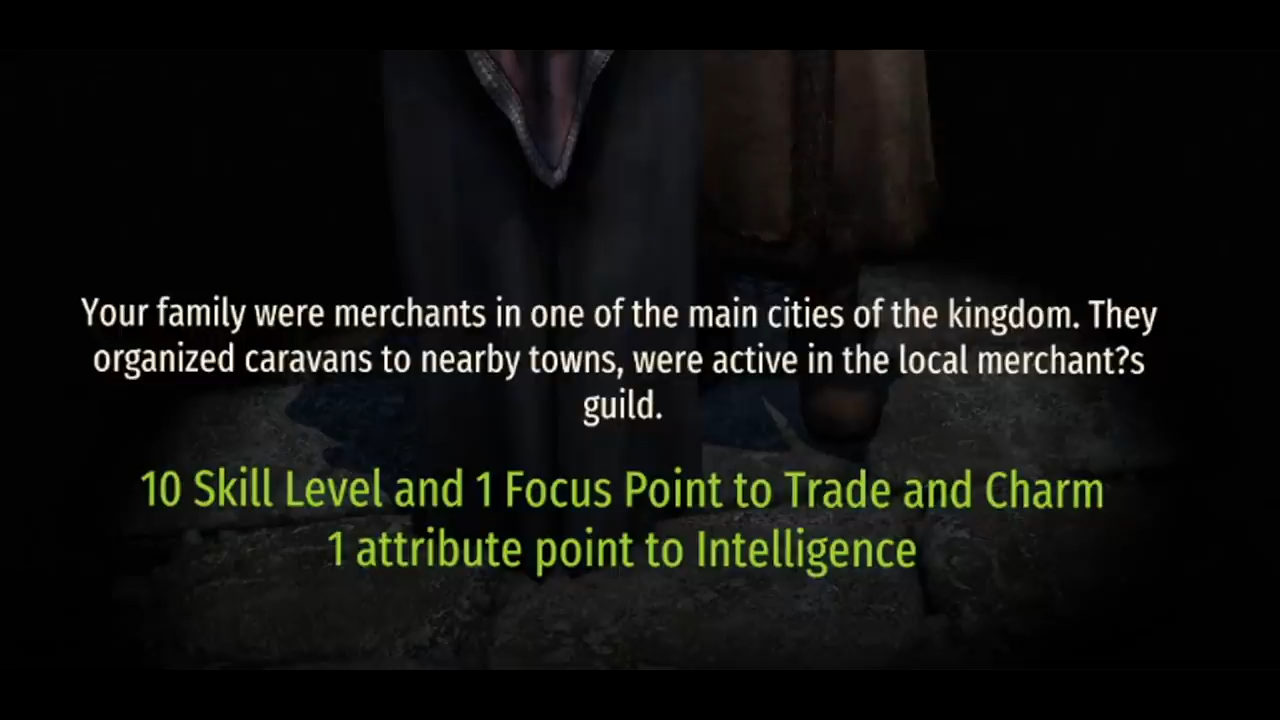 Your family were merchants in one of the main cities of the kingdom. They
organized caravans to nearby towns, were active in the local merchant?s
guild.
10 Skill Level and 1 Focus Point to Trade and Charm
1 attribute point to Intelligence